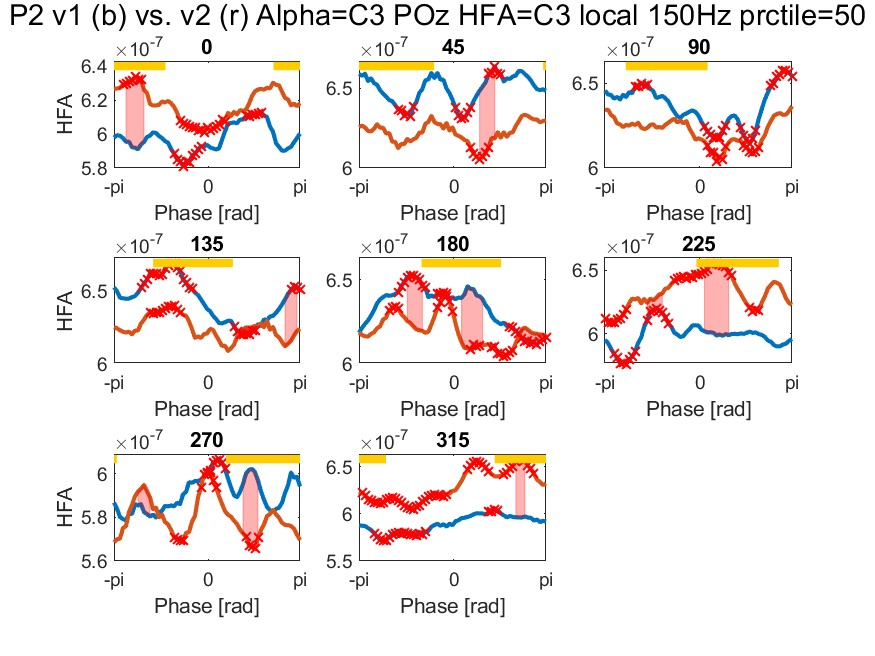 P2 v1 (b) vs. v2 (r) Alpha=C3 POz HFA=C3 local 150Hz prctile=50
×10⁻⁷ 0 ×10⁻⁷ 45 ×10⁻⁷ 90
6.4
6.2
6
5.8
HFA
-pi 0 pi
Phase [rad]
6.5
6
-pi 0 pi
Phase [rad]
6.5
6
-pi 0 pi
Phase [rad]
×10⁻⁷ 135 ×10⁻⁷ 180 ×10⁻⁷ 225
6.5
6
HFA
-pi 0 pi
Phase [rad]
6.5
6
-pi 0 pi
Phase [rad]
6.5
6
-pi 0 pi
Phase [rad]
×10⁻⁷ 270 ×10⁻⁷ 315
6
5.8
5.6
HFA
-pi 0 pi
Phase [rad]
6.5
6
5.5
-pi 0 pi
Phase [rad]